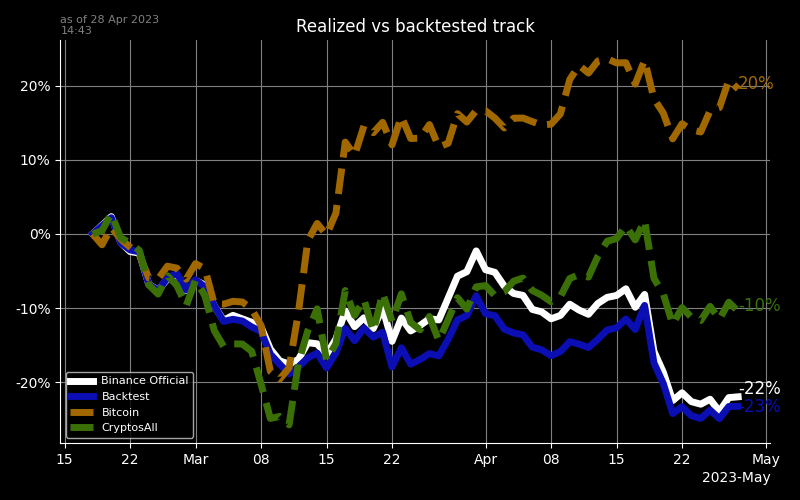 as of 28 Apr 2023
14:43
Realized vs backtested track
20%
10%
0%
-10%
-20%
20%
-10%
-22%
-23%
Binance Official
Backtest
Bitcoin
CryptosAll
15 22 Mar 08 15 22 Apr 08 15 22 May
2023-May